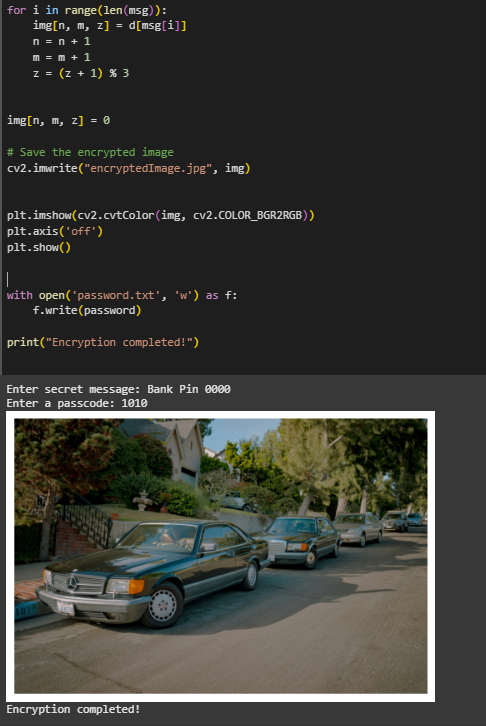 for i in range(len(msg)):
    img[n, m, z] = d[msg[i]]
    n = n + 1
    m = m + 1
    z = (z + 1) % 3
img[n, m, z] = 0
# Save the encrypted image
cv2.imwrite("encryptedImage.jpg", img)
plt.imshow(cv2.cvtColor(img, cv2.COLOR_BGR2RGB))
plt.axis('off')
plt.show()
with open('password.txt', 'w') as f:
    f.write(password)
print("Encryption completed!")
Enter secret message: Bank Pin 0000
Enter a passcode: 1010
Encryption completed!